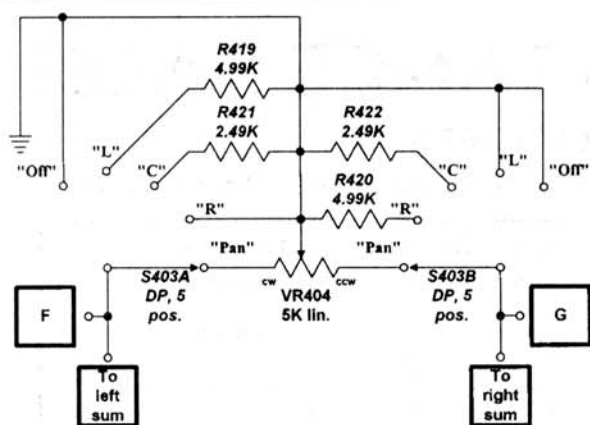 R419
4.99K
R421
2.49K
R422
2.49K
"L"
"Off"
"C"
"C"
"L"
"Off"
R420
4.99K
"R"
"R"
"Pan"
"Pan"
S403A
DP, 5
pos.
cw
ccw
VR404
5K lin.
S403B
DP, 5
pos.
F
G
To
left
sum
To
right
sum